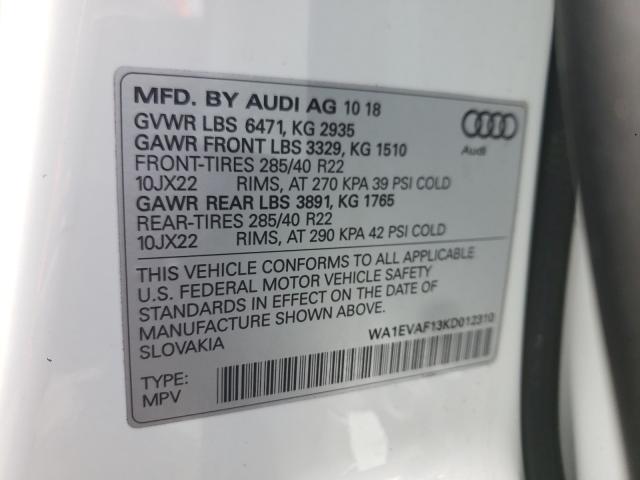 MFD. BY AUDI AG 10 18
GVWR LBS 6471, KG 2935
GAWR FRONT LBS 3329, KG 1510
FRONT-TIRES 285/40 R22
10JX22 RIMS, AT 270 KPA 39 PSI COLD
GAWR REAR LBS 3891, KG 1765
REAR-TIRES 285/40 R22
10JX22 RIMS, AT 290 KPA 42 PSI COLD
Audi
THIS VEHICLE CONFORMS TO ALL APPLICABLE
U.S. FEDERAL MOTOR VEHICLE SAFETY
STANDARDS IN EFFECT ON THE DATE OF
MANUFACTURE SHOWN ABOVE.
SLOVAKIA
WA1EVAF13KD012310
TYPE:
MPV